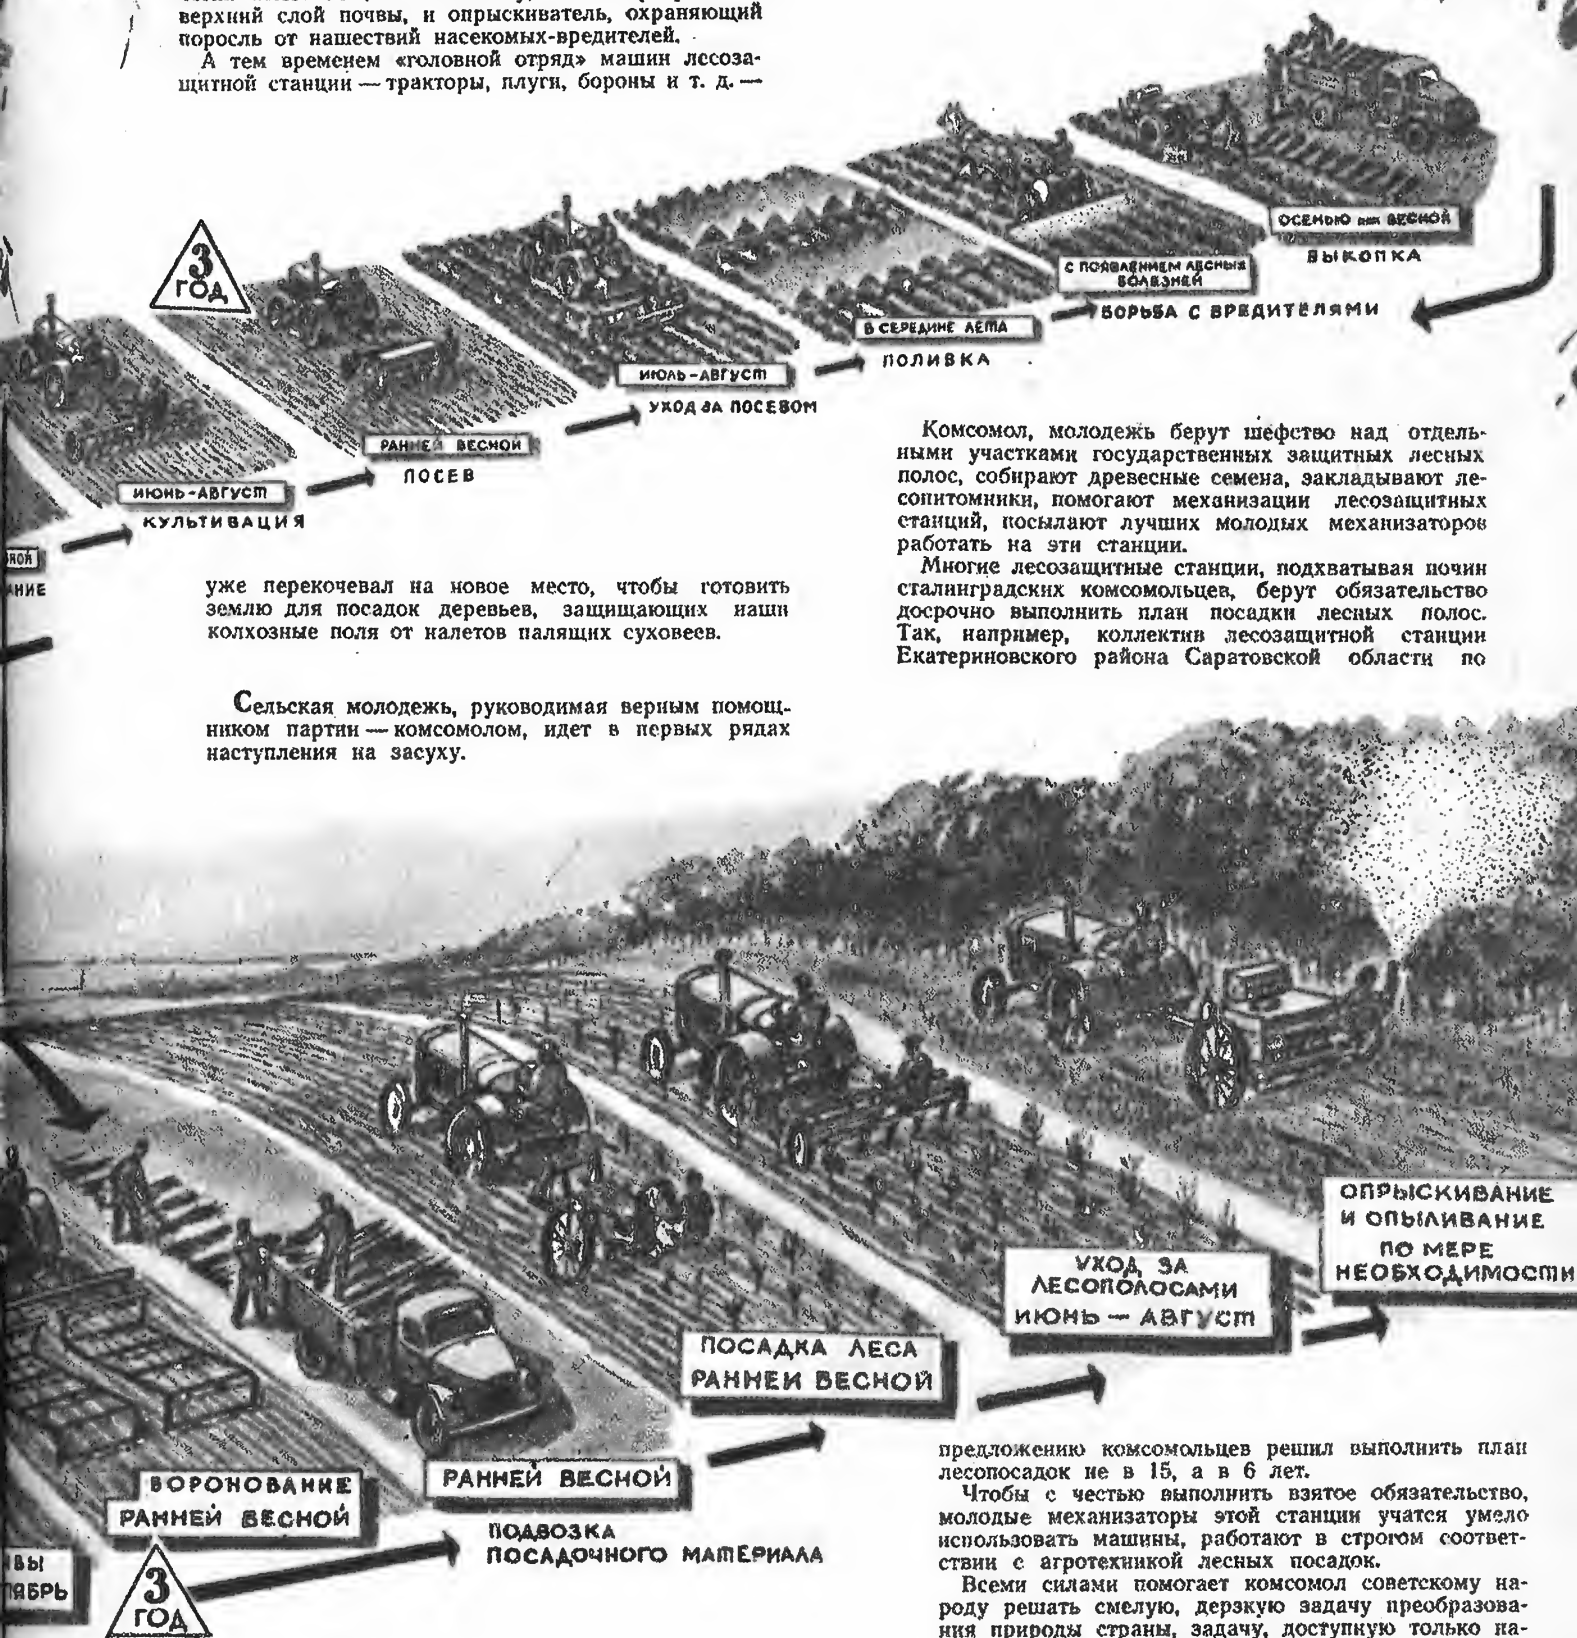 верхний слой почвы, и опрыскиватель, охраняющий
поросль от нашествий насекомых-вредителей.
А тем временем «головной отряд» машин лесоза-
щитной станции — тракторы, плуги, бороны и т. д. —
ОСЕНЬЮ или ВЕСНОЙ
ВЫКОПКА
С ПОЯВЛЕНИЕМ ЛЕСНЫХ
БОЛЕЗНЕЙ
БОРЬБА С ВРЕДИТЕЛЯМИ
В СЕРЕДИНЕ ЛЕТА
ПОЛИВКА
ИЮЛЬ-АВГУСТ
УХОД ЗА ПОСЕВОМ
3
ГОД
РАННЕЙ ВЕСНОЙ
ПОСЕВ
ИЮНЬ-АВГУСТ
КУЛЬТИВАЦИЯ
НОЙ
АНИЕ
уже перекочевал на новое место, чтобы готовить
землю для посадок деревьев, защищающих наши
колхозные поля от налетов палящих суховеев.
Сельская молодежь, руководимая верным помощ-
ником партии — комсомолом, идет в первых рядах
наступления на засуху.
Комсомол, молодежь берут шефство над отдель-
ными участками государственных защитных лесных
полос, собирают древесные семена, закладывают ле-
сопитомники, помогают механизации лесозащитных
станций, посылают лучших молодых механизаторов
работать на эти станции.
Многие лесозащитные станции, подхватывая почин
сталинградских комсомольцев, берут обязательство
досрочно выполнить план посадки лесных полос.
Так, например, коллектив лесозащитной станции
Екатериновского района Саратовской области по
ОПРЫСКИВАНИЕ
И ОПЫЛИВАНИЕ
ПО МЕРЕ
НЕОБХОДИМОСТИ
УХОД ЗА
ЛЕСОПОЛОСАМИ
ИЮНЬ — АВГУСТ
ПОСАДКА ЛЕСА
РАННЕЙ ВЕСНОЙ
РАННЕЙ ВЕСНОЙ
ПОДВОЗКА
ПОСАДОЧНОГО МАТЕРИАЛА
БОРОНОВАНИЕ
РАННЕЙ ВЕСНОЙ
ВЫ
ТЯБРЬ
3
ГОД
предложению комсомольцев решил выполнить план
лесопосадок не в 15, а в 6 лет.
Чтобы с честью выполнить взятое обязательство,
молодые механизаторы этой станции учатся умело
использовать машины, работают в строгом соответ-
ствии с агротехникой лесных посадок.
Всеми силами помогает комсомол советскому на-
роду решать смелую, дерзкую задачу преобразова-
ния природы страны, задачу, доступную только на-